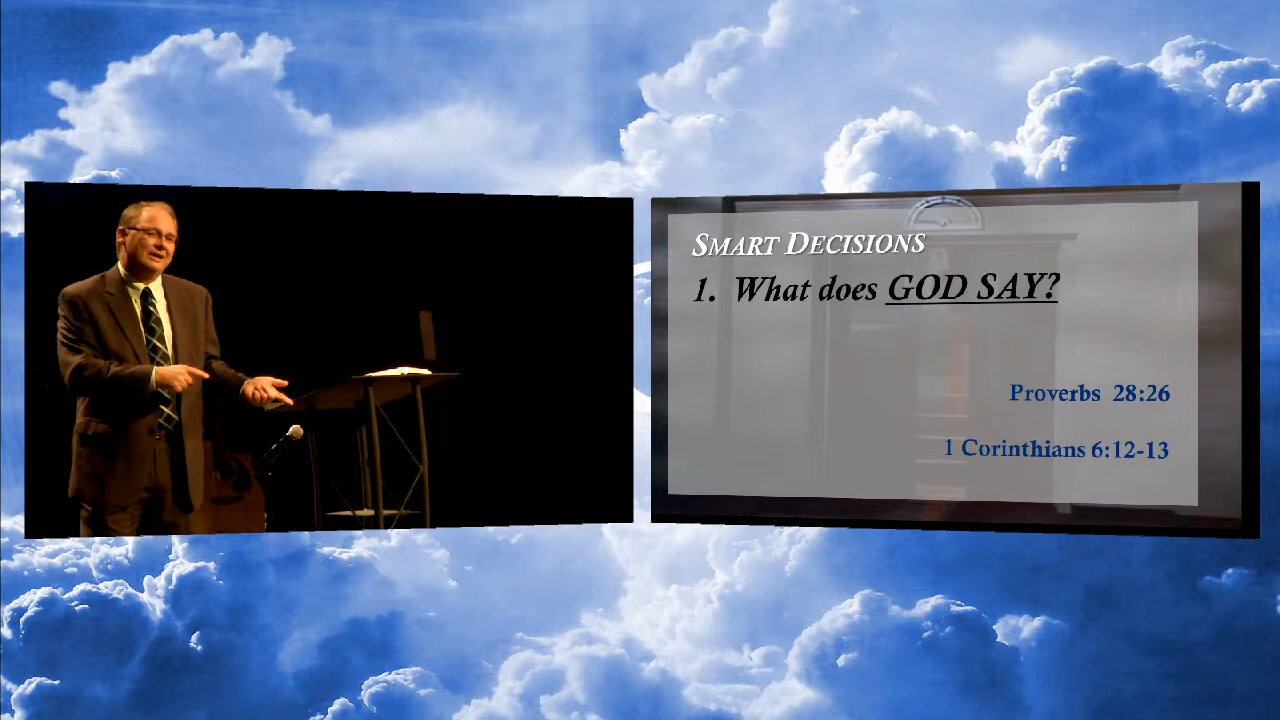 SMART DECISIONS
1. What does GOD SAY?
Proverbs 28:26
1 Corinthians 6:12-13